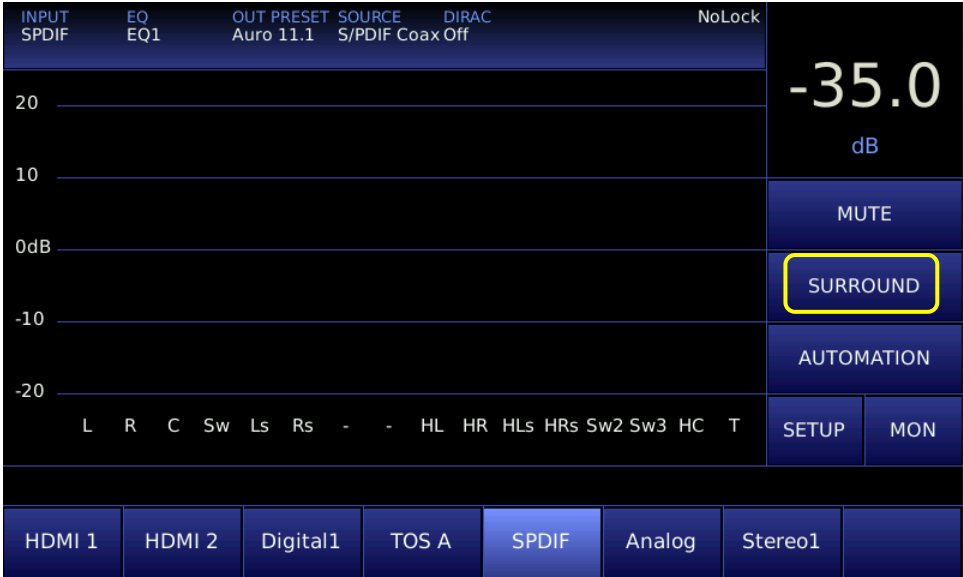 INPUT EQ OUT PRESET SOURCE DIRAC NoLock
SPDIF EQ1 Auro 11.1 S/PDIF Coax Off
-35.0
dB
20
10
0dB
-10
-20
L R C Sw Ls Rs - - HL HR HLs HRs Sw2 Sw3 HC T
MUTE
SURROUND
AUTOMATION
SETUP MON
HDMI 1 HDMI 2 Digital1 TOS A SPDIF Analog Stereo1